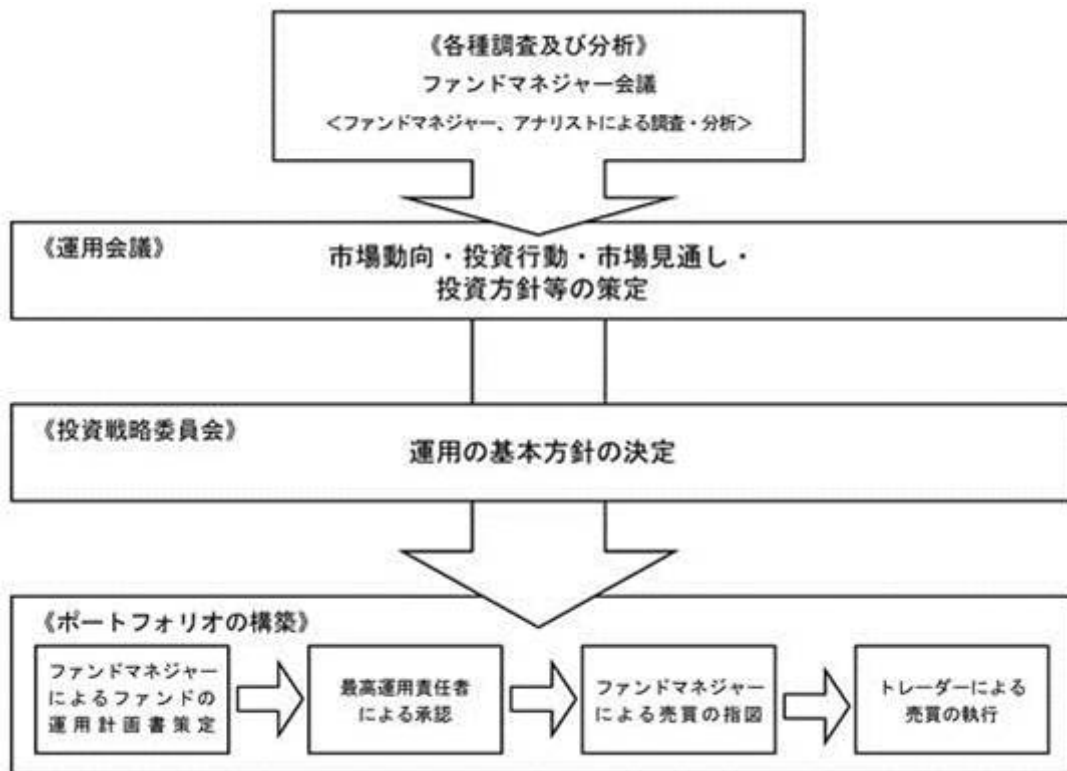 《各種調査及び分析》
ファンドマネジャー会議
<ファンドマネジャー、アナリストによる調査・分析>
《運用会議》
市場動向・投資行動・市場見通し・
投資方針等の策定
《投資戦略委員会》
運用の基本方針の決定
《ポートフォリオの構築》
ファンドマネジャー
によるファンドの
運用計画書策定
最高運用責任者
による承認
ファンドマネジャー
による売買の指図
トレーダーによる
売買の執行